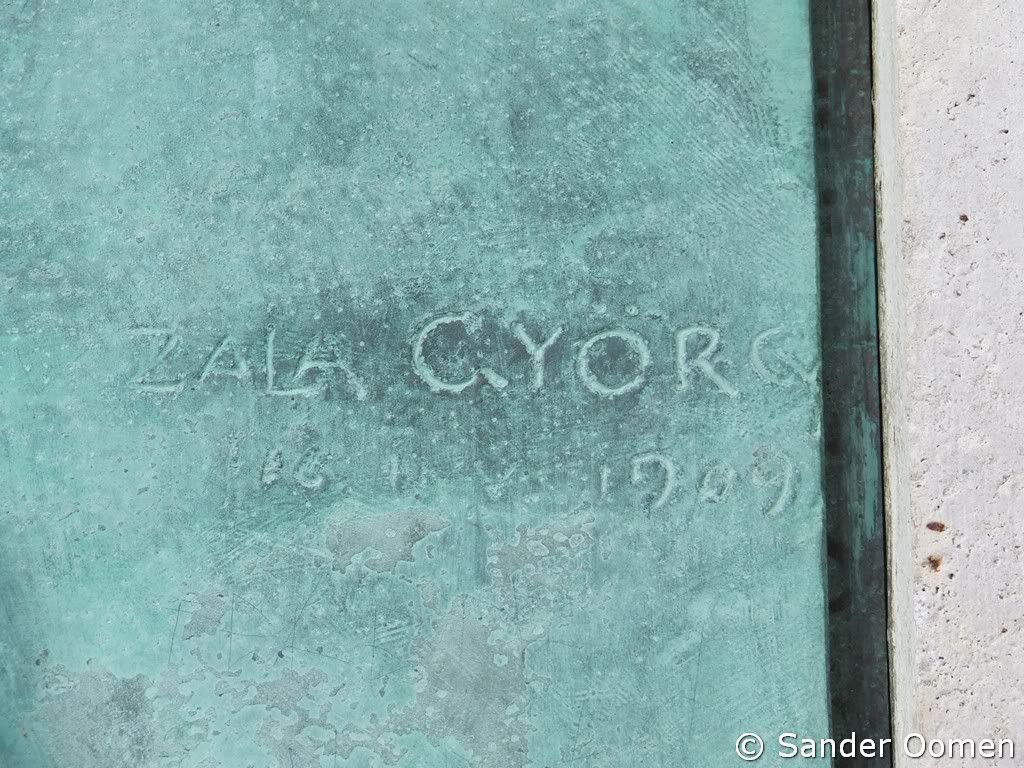 ZALA GYÖRG
1909
© Sander Oomen